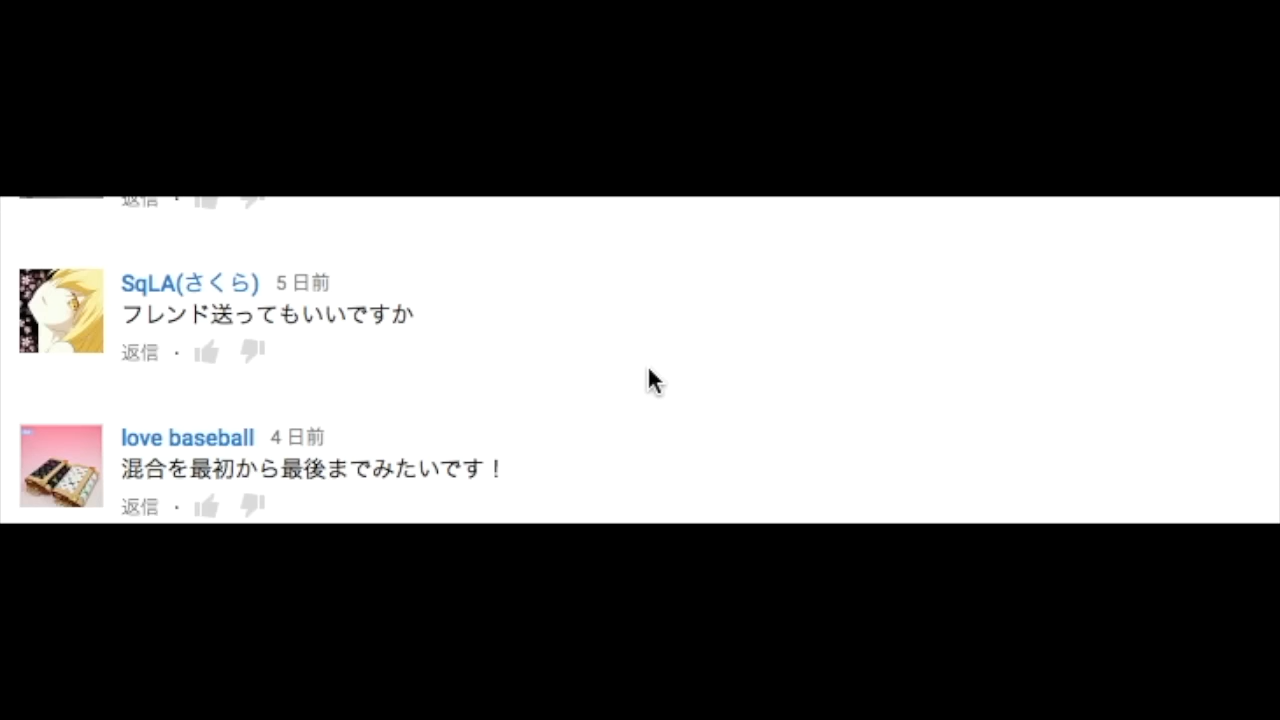 返信 ・
SqLA(さくら) 5 日前
フレンド送ってもいいですか
返信 ・
love baseball 4 日前
混合を最初から最後までみたいです！
返信 ・